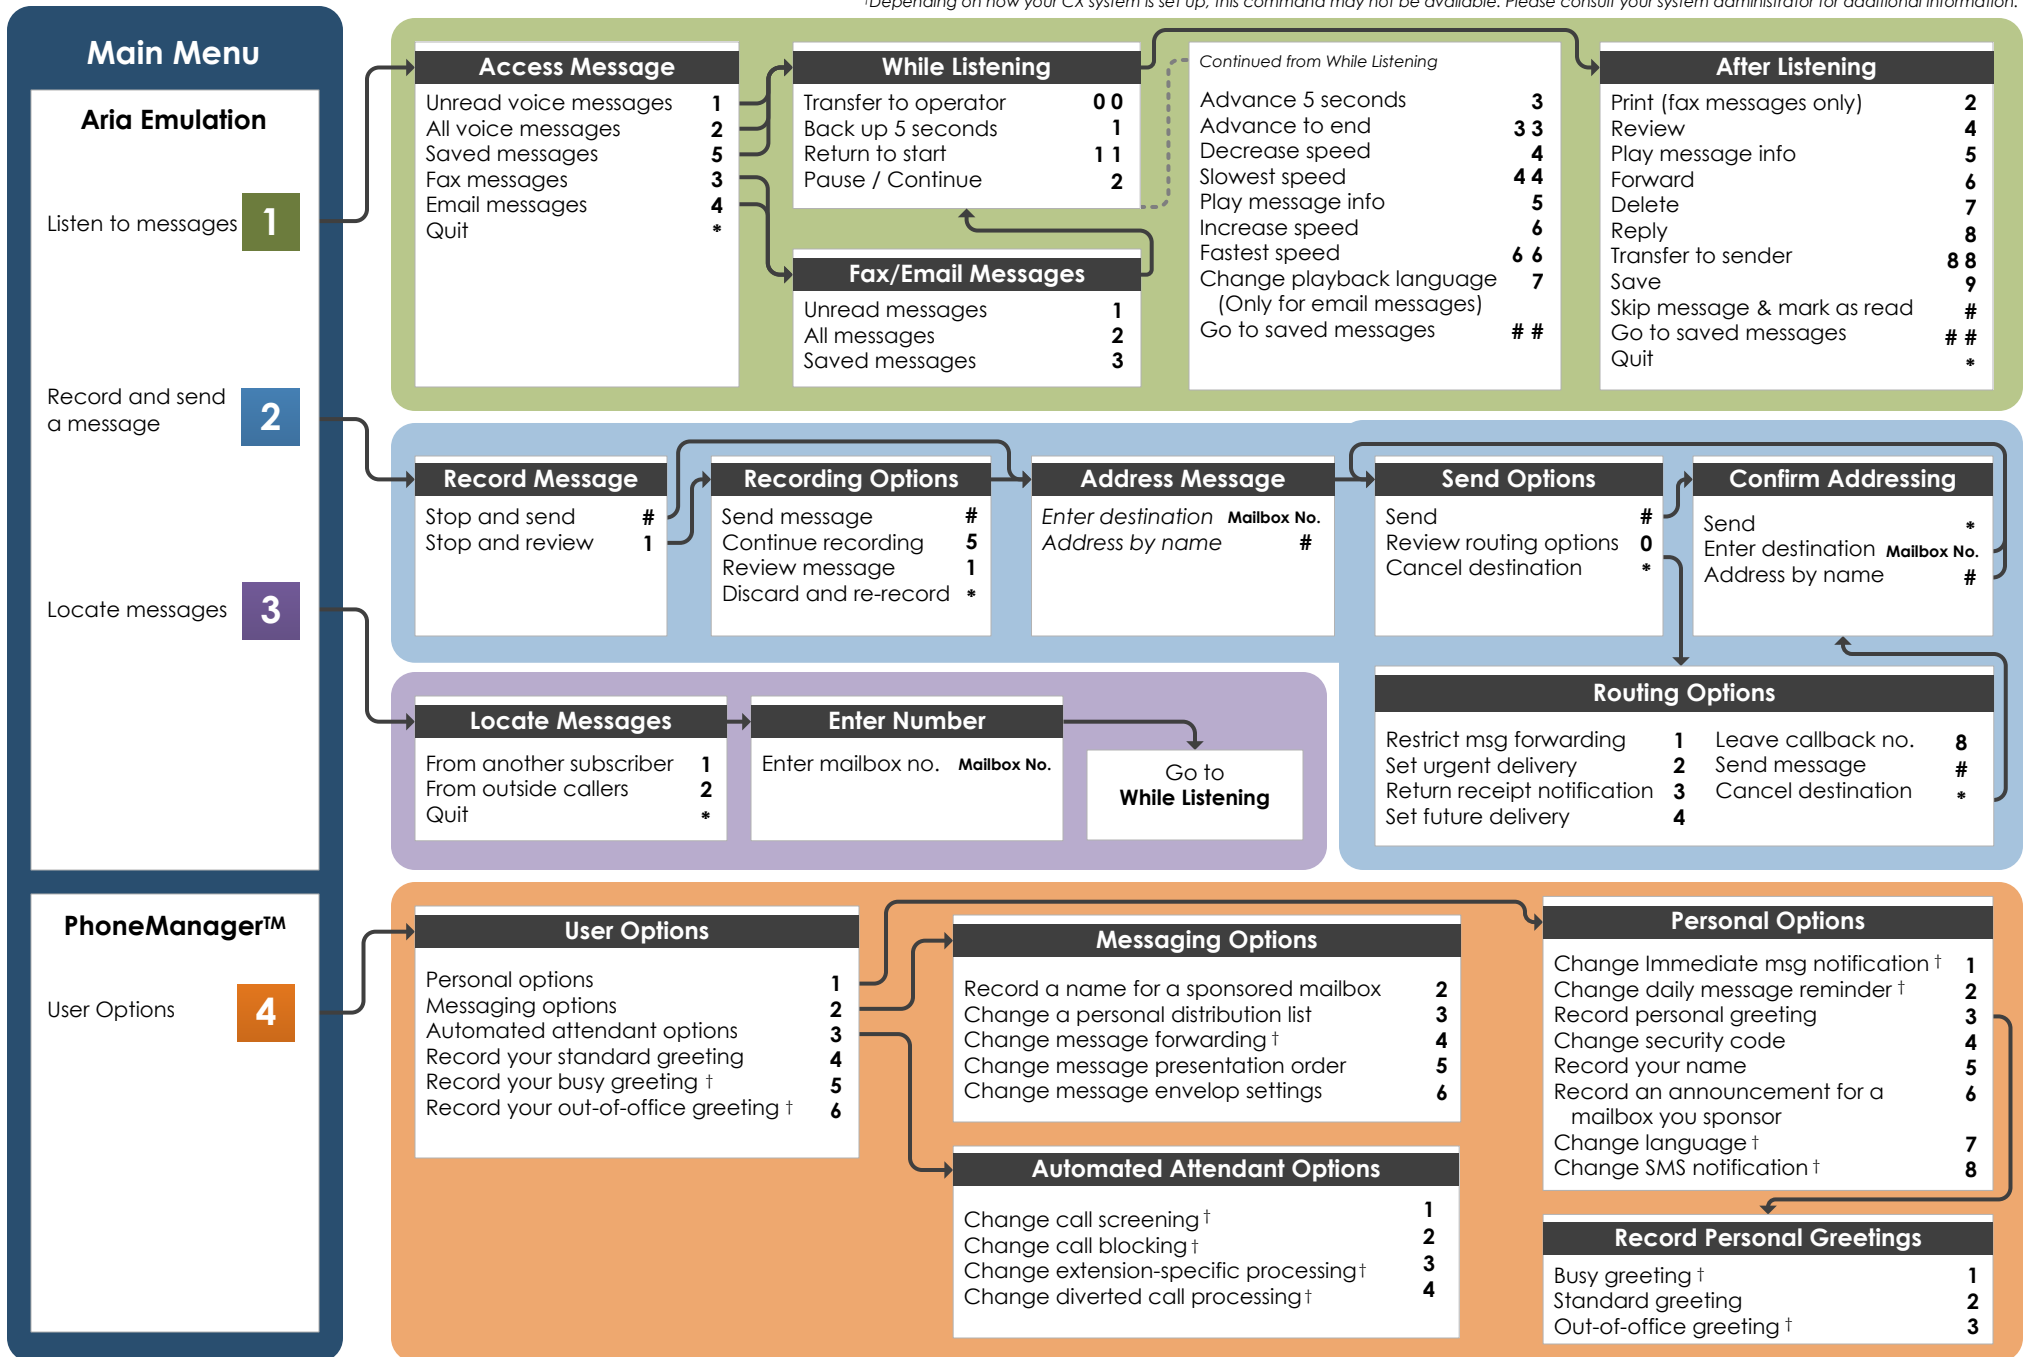 †Depending on how your CX system is set up, this command may not be available. Please consult your system administrator for additional information.
Main Menu
Aria Emulation
Listen to messages 1
Record and send
a message 2
Locate messages 3
PhoneManager™
User Options 4
Access Message
Unread voice messages 1
All voice messages 2
Saved messages 5
Fax messages 3
Email messages 4
Quit *
While Listening
Transfer to operator 0 0
Back up 5 seconds 1
Return to start 1 1
Pause / Continue 2
Fax/Email Messages
Unread messages 1
All messages 2
Saved messages 3
Continued from While Listening
Advance 5 seconds 3
Advance to end 3 3
Decrease speed 4
Slowest speed 4 4
Play message info 5
Increase speed 6
Fastest speed 6 6
Change playback language 7
(Only for email messages)
Go to saved messages # #
After Listening
Print (fax messages only) 2
Review 4
Play message info 5
Forward 6
Delete 7
Reply 8
Transfer to sender 8 8
Save 9
Skip message & mark as read #
Go to saved messages # #
Quit *
Record Message
Stop and send #
Stop and review 1
Recording Options
Send message #
Continue recording 5
Review message 1
Discard and re-record *
Address Message
Enter destination Mailbox No.
Address by name #
Send Options
Send #
Review routing options 0
Cancel destination *
Confirm Addressing
Send *
Enter destination Mailbox No.
Address by name #
Routing Options
Restrict msg forwarding 1
Set urgent delivery 2
Return receipt notification 3
Set future delivery 4
Leave callback no. 8
Send message #
Cancel destination *
Locate Messages
From another subscriber 1
From outside callers 2
Quit *
Enter Number
Enter mailbox no. Mailbox No.
Go to
While Listening
User Options
Personal options 1
Messaging options 2
Automated attendant options 3
Record your standard greeting 4
Record your busy greeting † 5
Record your out-of-office greeting † 6
Messaging Options
Record a name for a sponsored mailbox 2
Change a personal distribution list 3
Change message forwarding † 4
Change message presentation order 5
Change message envelop settings 6
Automated Attendant Options
Change call screening † 1
Change call blocking † 2
Change extension-specific processing † 3
Change diverted call processing † 4
Personal Options
Change Immediate msg notification † 1
Change daily message reminder † 2
Record personal greeting 3
Change security code 4
Record your name 5
Record an announcement for a 6
mailbox you sponsor
Change language † 7
Change SMS notification † 8
Record Personal Greetings
Busy greeting † 1
Standard greeting 2
Out-of-office greeting † 3